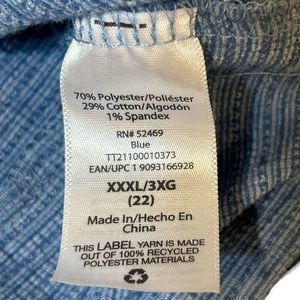 70% Polyester/Poliéster
29% Cotton/Algodón
1% Spandex
RN# 52469
Blue
TT21100010373
EAN/UPC 1 9093166928
XXXL/3XG
(22)
Made In/Hecho En
China
THIS LABEL YARN IS MADE
OUT OF 100% RECYCLED
POLYESTER MATERIALS